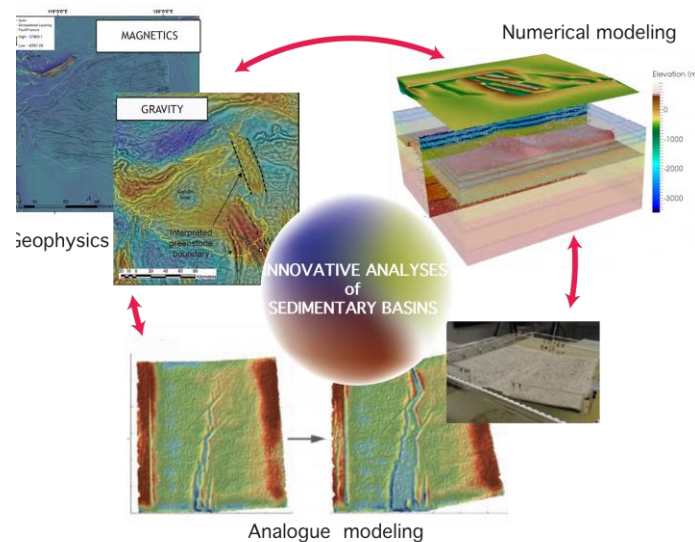 MAGNETICS
GRAVITY
Interpreted
greenstone
boundary
Geophysics
Numerical modeling
Elevation (m
0
-1000
-2000
-3000
INNOVATIVE ANALYSES
of
SEDIMENTARY BASINS
Analogue modeling